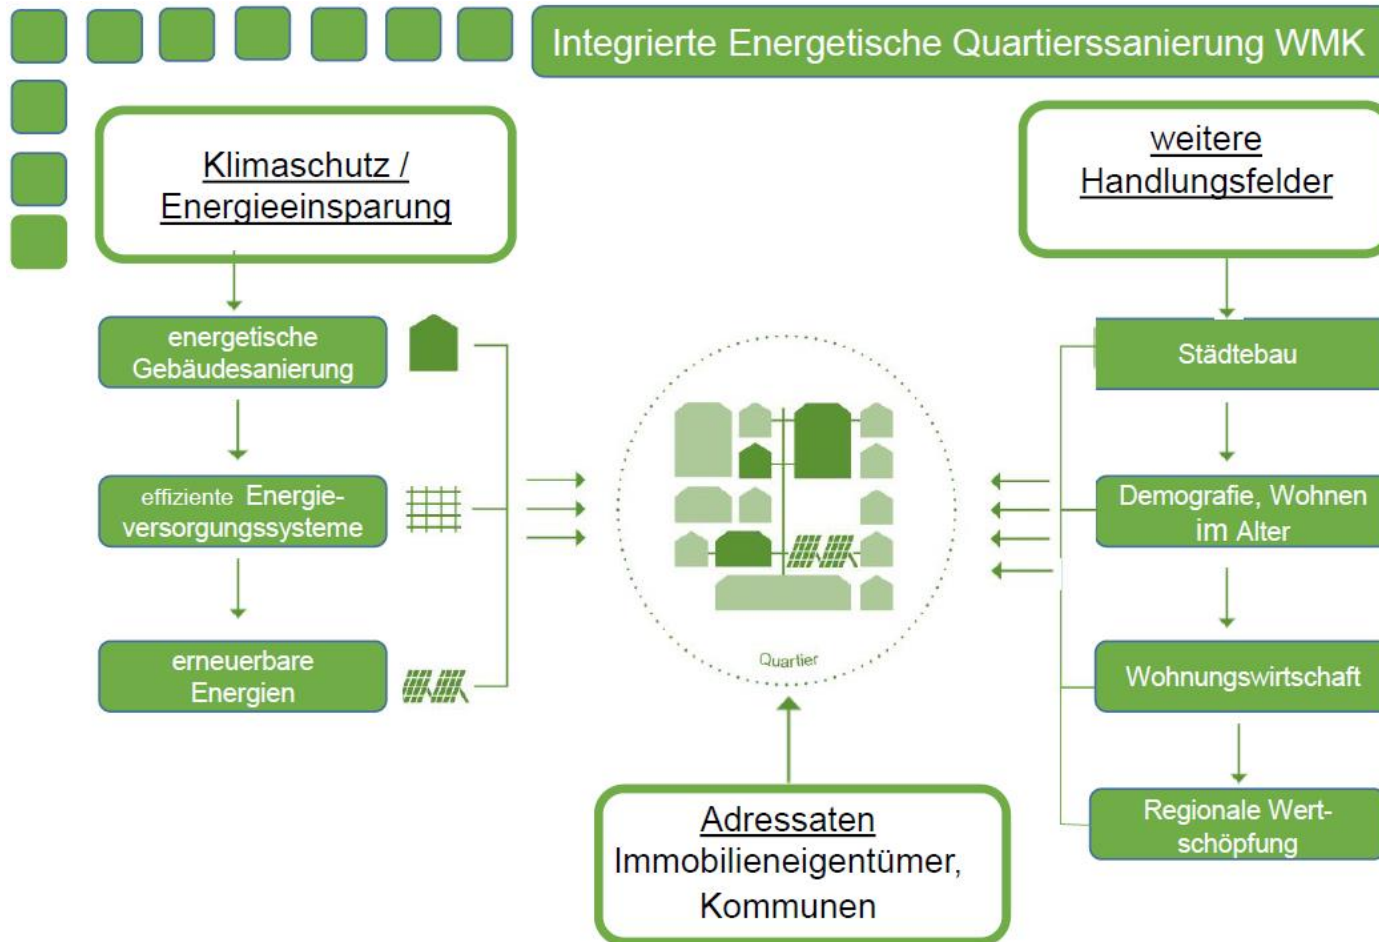 Integrierte Energetische Quartierssanierung WMK
Klimaschutz /
Energieeinsparung
energetische
Gebäudesanierung
effiziente Energie-
versorgungssysteme
erneuerbare
Energien
Quartier
Adressaten
Immobilieneigentümer,
Kommunen
weitere
Handlungsfelder
Städtebau
Demografie, Wohnen
im Alter
Wohnungswirtschaft
Regionale Wert-
schöpfung